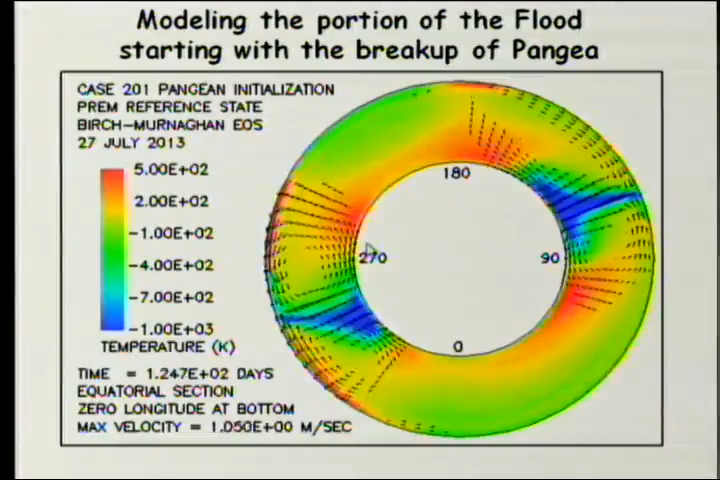 Modeling the portion of the Flood
starting with the breakup of Pangea
CASE 201 PANGEAN INITIALIZATION
PREM REFERENCE STATE
BIRCH-MURNAGHAN EOS
27 JULY 2013
5.00E+02
2.00E+02
-1.00E+02
-4.00E+02
-7.00E+02
-1.00E+03
TEMPERATURE (K)
TIME = 1.247E+02 DAYS
EQUATORIAL SECTION
ZERO LONGITUDE AT BOTTOM
MAX VELOCITY = 1.050E+00 M/SEC
180
270
90
0